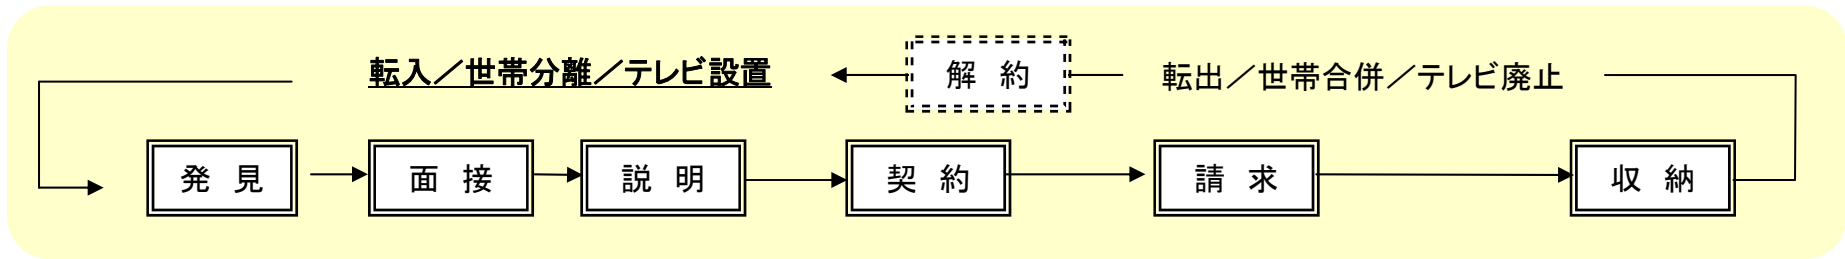 転入／世帯分離／テレビ設置 解 約 転出／世帯合併／テレビ廃止
発 見 面 接 説 明 契 約 請 求 収 納